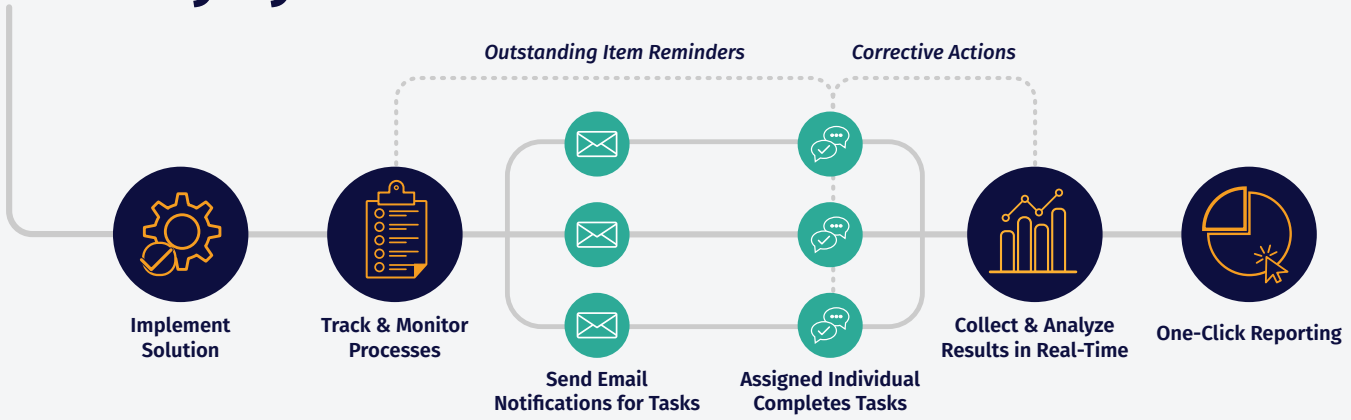 Outstanding Item Reminders
Corrective Actions
Implement
Solution
Track & Monitor
Processes
Send Email
Notifications for Tasks
Assigned Individual
Completes Tasks
Collect & Analyze
Results in Real-Time
One-Click Reporting